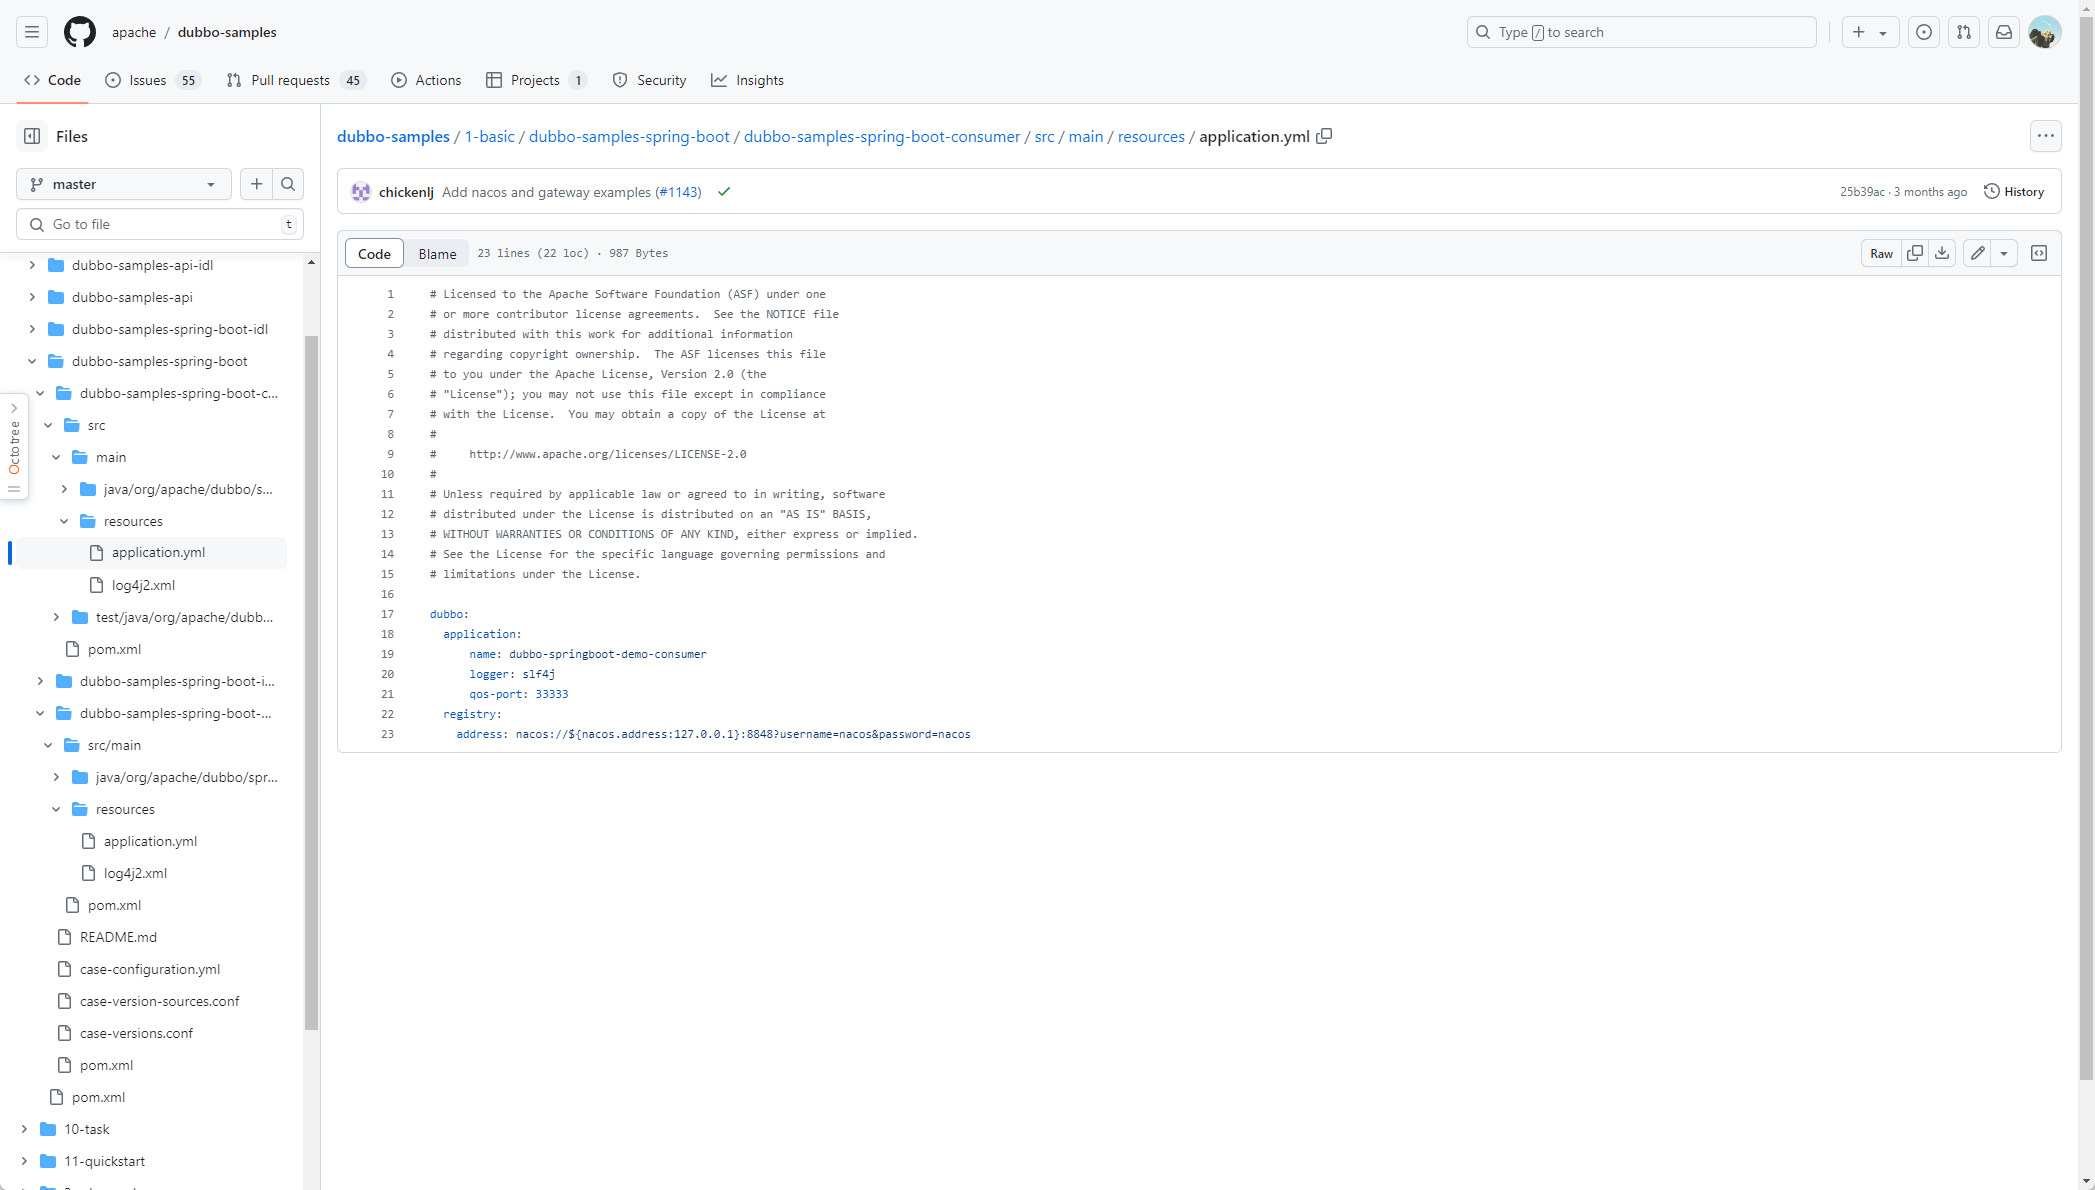 apache / dubbo-samples
Type / to search
Code
Issues 55
Pull requests 45
Actions
Projects 1
Security
Insights
Files
master
Go to file
t
dubbo-samples-api-idl
dubbo-samples-api
dubbo-samples-spring-boot-idl
dubbo-samples-spring-boot
dubbo-samples-spring-boot-c...
src
main
java/org/apache/dubbo/s...
resources
application.yml
log4j2.xml
test/java/org/apache/dubb...
pom.xml
dubbo-samples-spring-boot-i...
dubbo-samples-spring-boot-...
src/main
java/org/apache/dubbo/spr...
resources
application.yml
log4j2.xml
pom.xml
README.md
case-configuration.yml
case-version-sources.conf
case-versions.conf
pom.xml
pom.xml
10-task
11-quickstart
Octotree
dubbo-samples / 1-basic / dubbo-samples-spring-boot / dubbo-samples-spring-boot-consumer / src / main / resources / application.yml
chickenlj Add nacos and gateway examples (#1143)
25b39ac · 3 months ago
History
Code
Blame
23 lines (22 loc) · 987 Bytes
Raw
1 # Licensed to the Apache Software Foundation (ASF) under one
2 # or more contributor license agreements.  See the NOTICE file
3 # distributed with this work for additional information
4 # regarding copyright ownership.  The ASF licenses this file
5 # to you under the Apache License, Version 2.0 (the
6 # "License"); you may not use this file except in compliance
7 # with the License.  You may obtain a copy of the License at
8 #
9 #     http://www.apache.org/licenses/LICENSE-2.0
10 #
11 # Unless required by applicable law or agreed to in writing, software
12 # distributed under the License is distributed on an "AS IS" BASIS,
13 # WITHOUT WARRANTIES OR CONDITIONS OF ANY KIND, either express or implied.
14 # See the License for the specific language governing permissions and
15 # limitations under the License.
16
17 dubbo:
18   application:
19       name: dubbo-springboot-demo-consumer
20       logger: slf4j
21       qos-port: 33333
22   registry:
23     address: nacos://${nacos.address:127.0.0.1}:8848?username=nacos&password=nacos